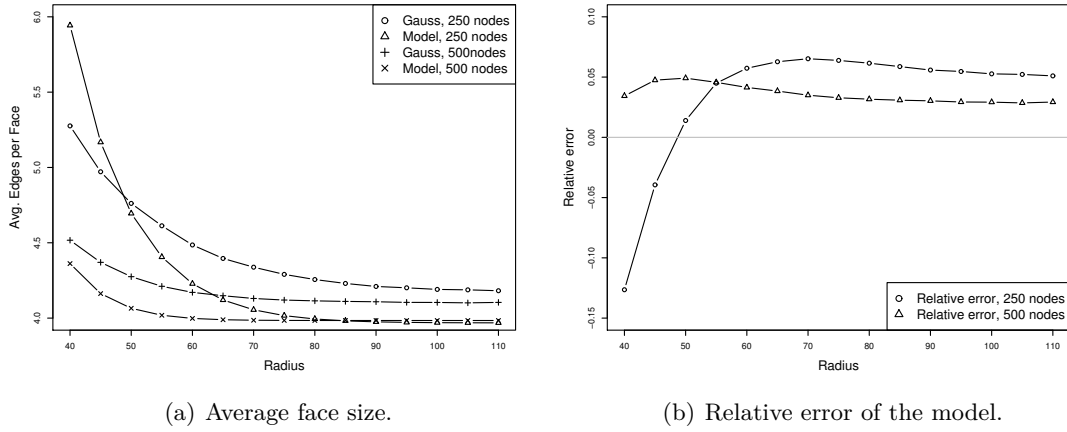 Avg. Edges per Face
6.0
5.5
5.0
4.5
4.0
Gauss, 250 nodes
Model, 250 nodes
Gauss, 500nodes
Model, 500 nodes
40 50 60 70 80 90 100 110
Radius
(a) Average face size.
Relative error
0.10
0.05
0.00
−0.05
−0.10
−0.15
Relative error, 250 nodes
Relative error, 500 nodes
40 50 60 70 80 90 100 110
Radius
(b) Relative error of the model.